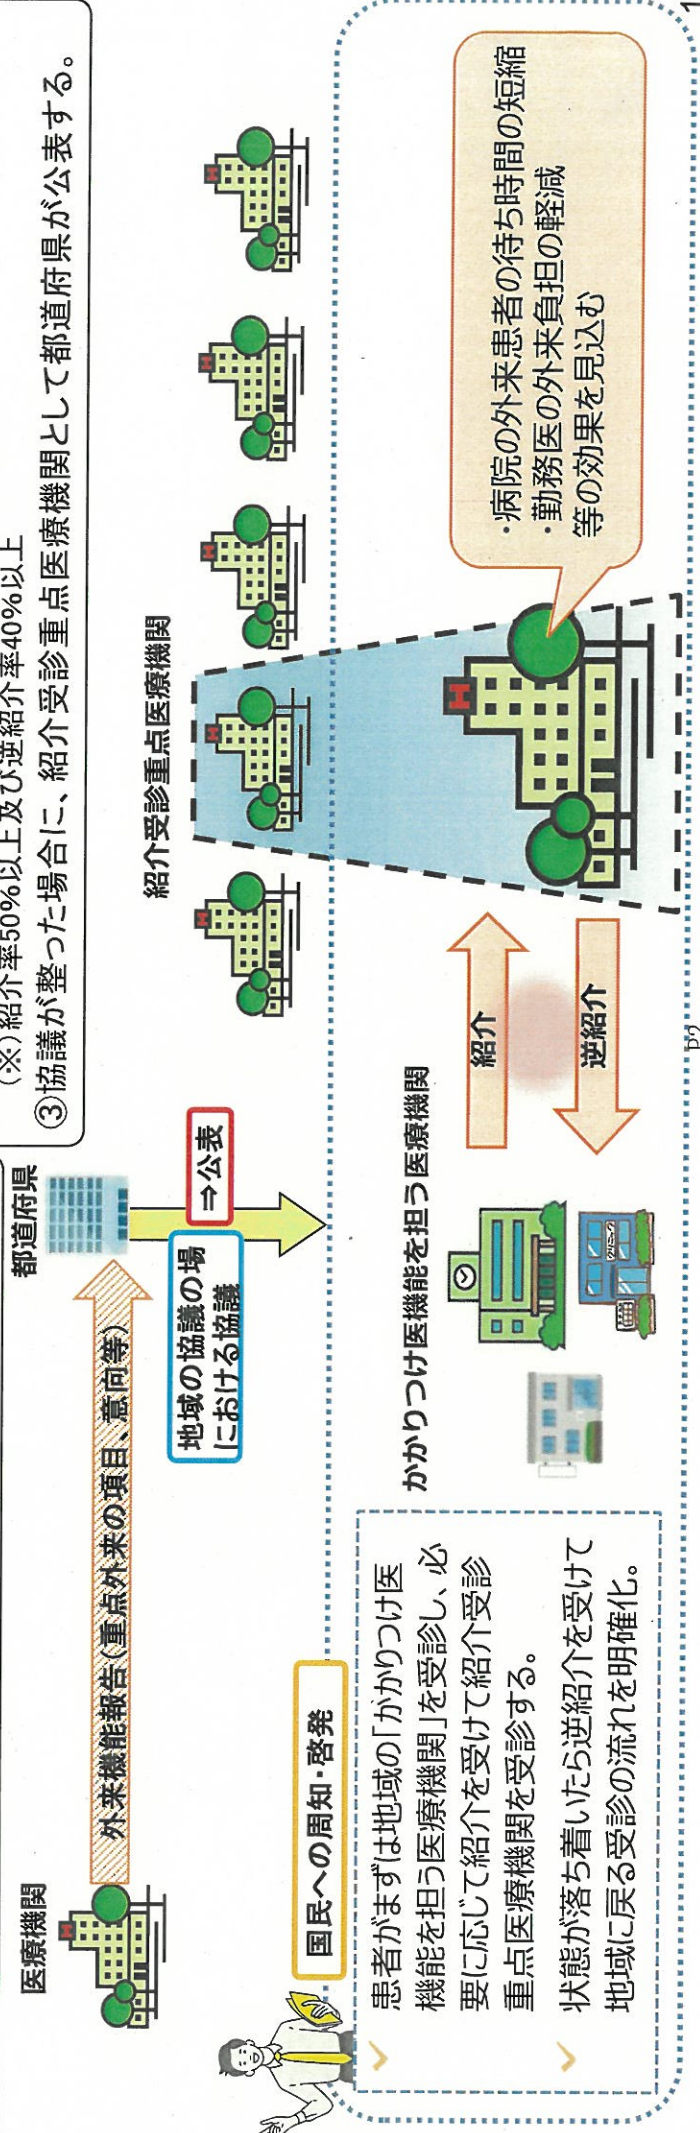 (※)紹介率50%以上及び逆紹介率40%以上
③協議が整った場合に、紹介受診重点医療機関として都道府県が公表する。
医療機関
外来機能報告(重点外来の項目、意向等)
都道府県
地域の協議の場
における協議
⇒公表
紹介受診重点医療機関
国民への周知・啓発
患者がまずは地域の「かかりつけ医
機能を担う医療機関」を受診し、必
要に応じて紹介を受けて紹介受診
重点医療機関を受診する。
状態が落ち着いたら逆紹介を受けて
地域に戻る受診の流れを明確化。
かかりつけ医機能を担う医療機関
クリニック
紹介
逆紹介
・病院の外来患者の待ち時間の短縮
・勤務医の外来負担の軽減
等の効果を見込む
H
H
H
H
H
H
H
P2
1